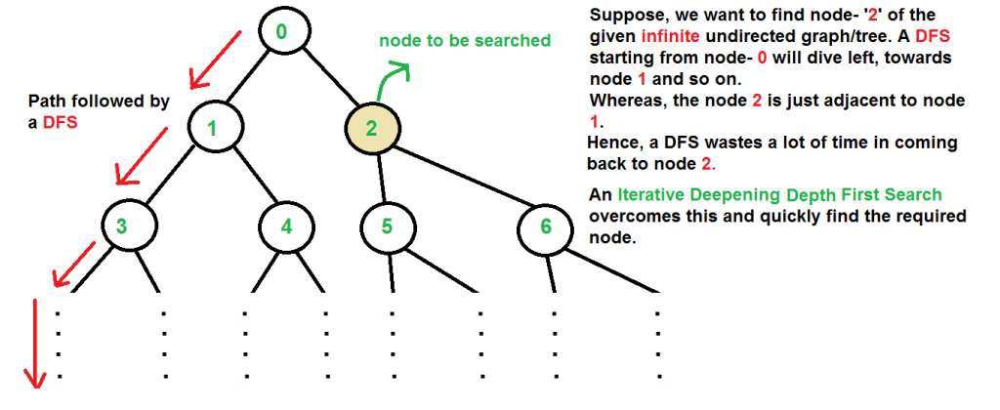 0
node to be searched
Path followed by
a DFS
1
2
3
4
5
6
Suppose, we want to find node- '2' of the
given infinite undirected graph/tree. A DFS
starting from node- 0 will dive left, towards
node 1 and so on.
Whereas, the node 2 is just adjacent to node
1.
Hence, a DFS wastes a lot of time in coming
back to node 2.
An Iterative Deepening Depth First Search
overcomes this and quickly find the required
node.